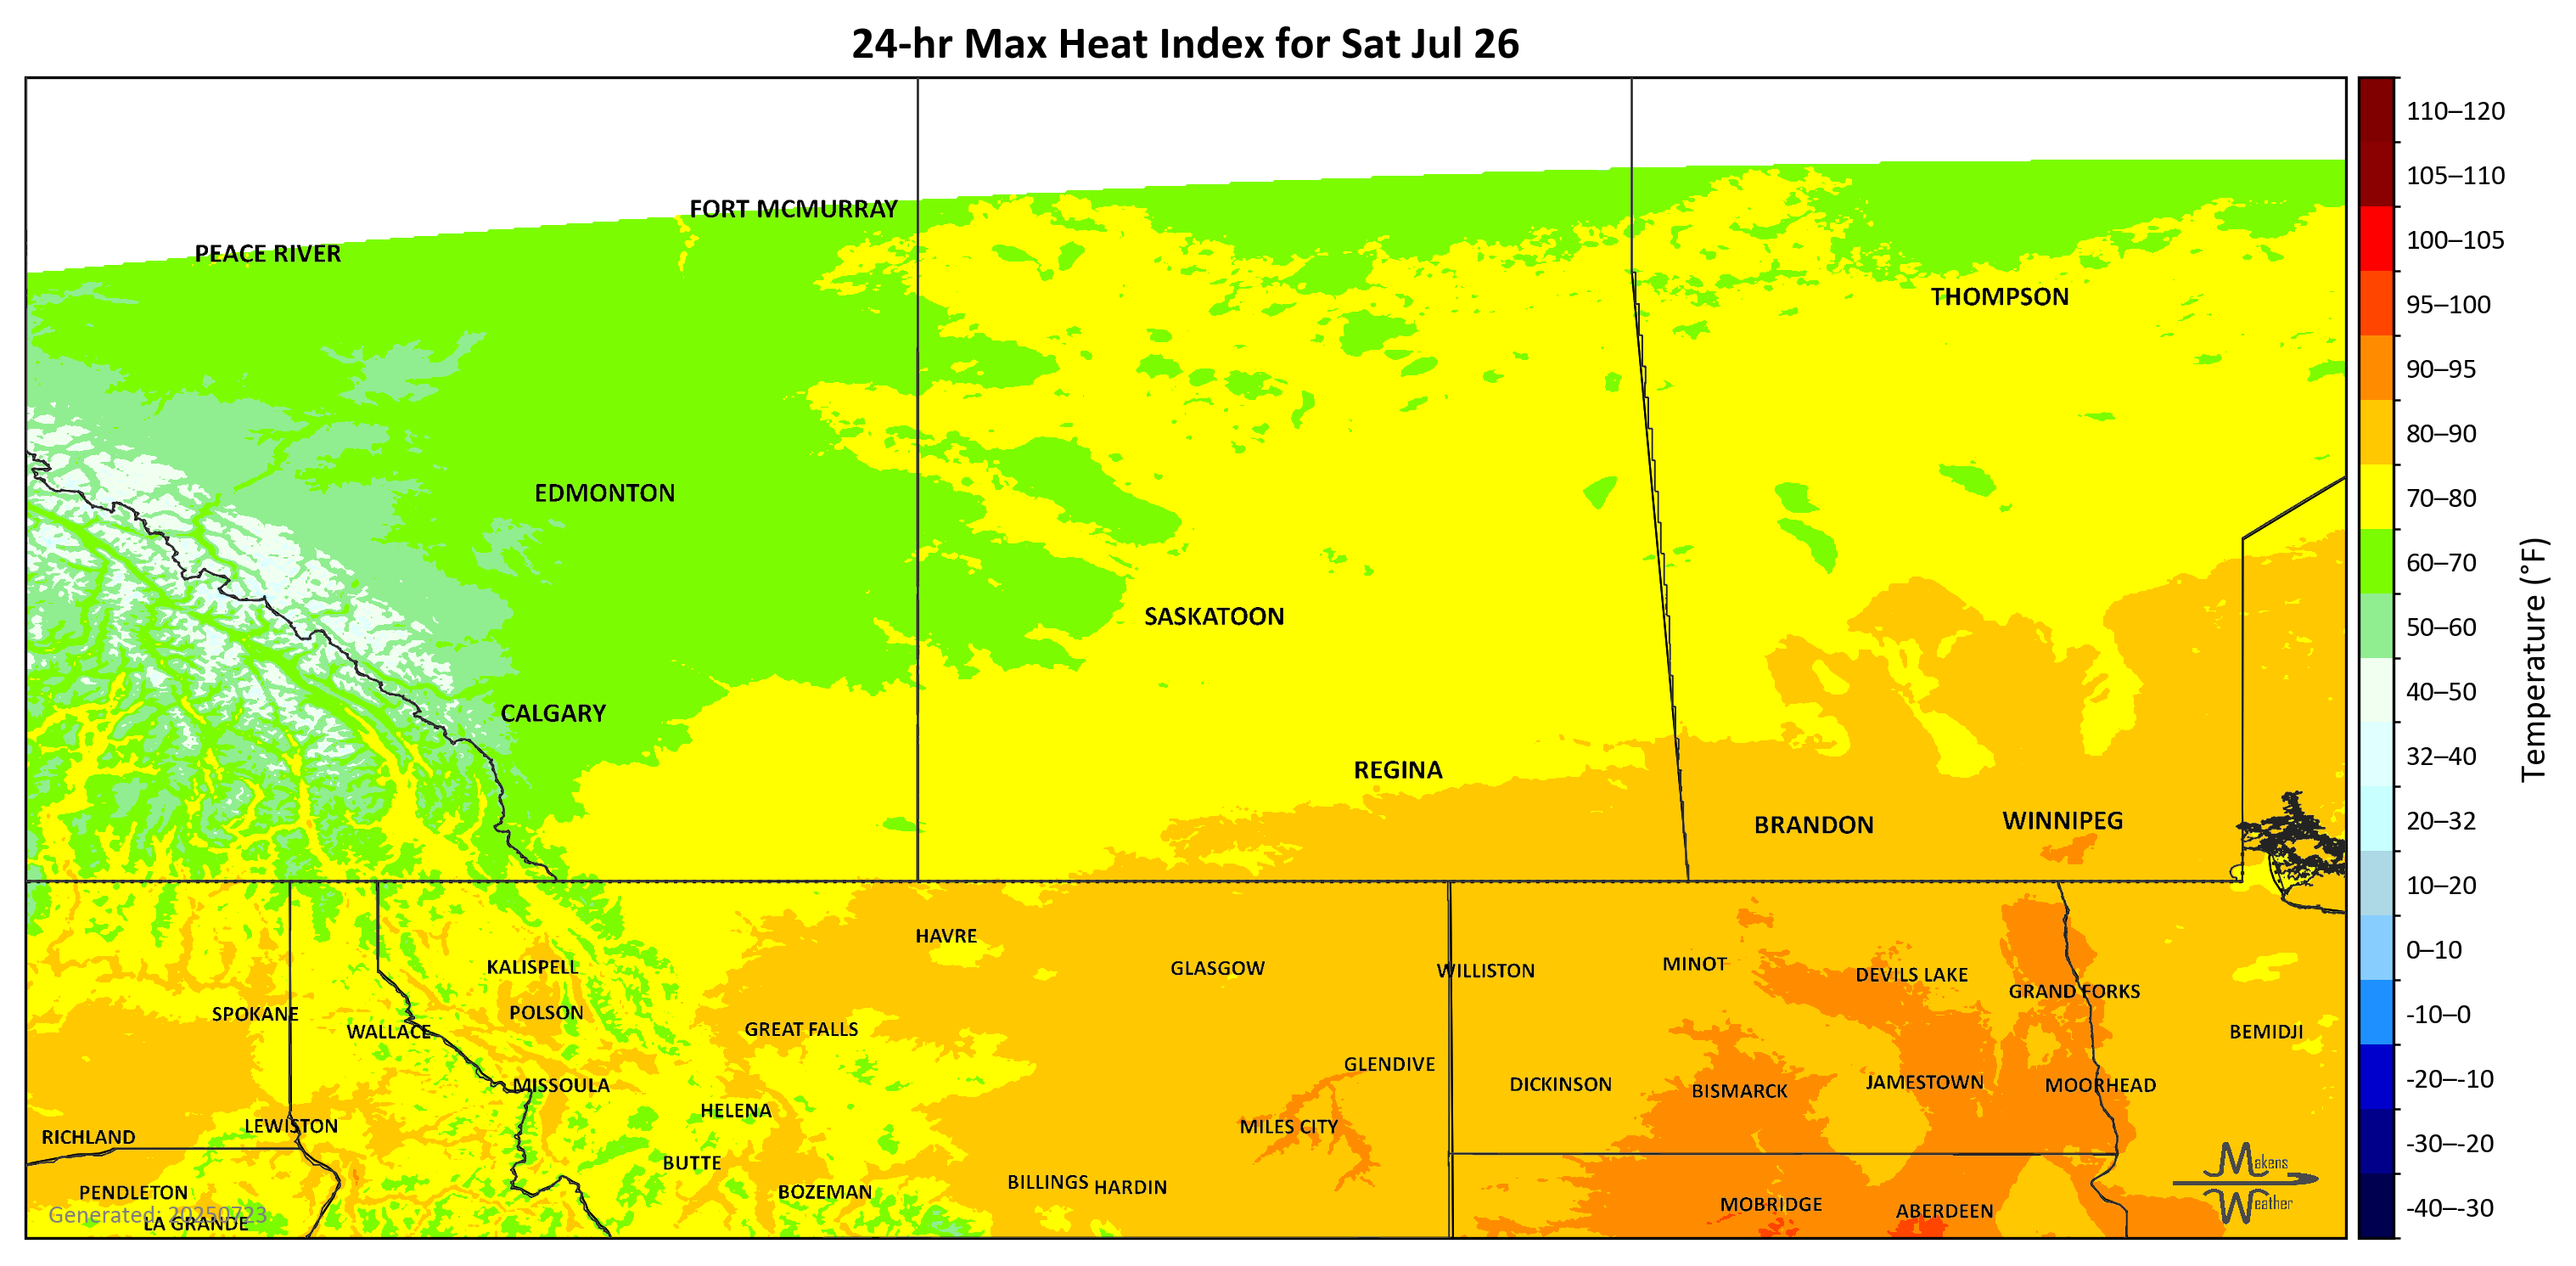 24-hr Max Heat Index for Sat Jul 26
FORT MCMURRAY
PEACE RIVER
THOMPSON
EDMONTON
SASKATOON
CALGARY
REGINA
BRANDON
WINNIPEG
HAVRE
KALISPELL
GLASGOW
WILLISTON
MINOT
DEVILS LAKE
GRAND FORKS
SPOKANE
POLSON
WALLACE
GREAT FALLS
BEMIDJI
GLENDIVE
MISSOULA
DICKINSON
BISMARCK
JAMESTOWN
MOORHEAD
HELENA
LEWISTON
MILES CITY
RICHLAND
BUTTE
BILLINGS
HARDIN
PENDLETON
BOZEMAN
MOBRIDGE
ABERDEEN
Generated: 20250723
LA GRANDE
Makens
Weather
110–120
105–110
100–105
95–100
90–95
80–90
70–80
60–70
50–60
40–50
32–40
20–32
10–20
0–10
-10–0
-20–-10
-30–-20
-40–-30
Temperature (°F)